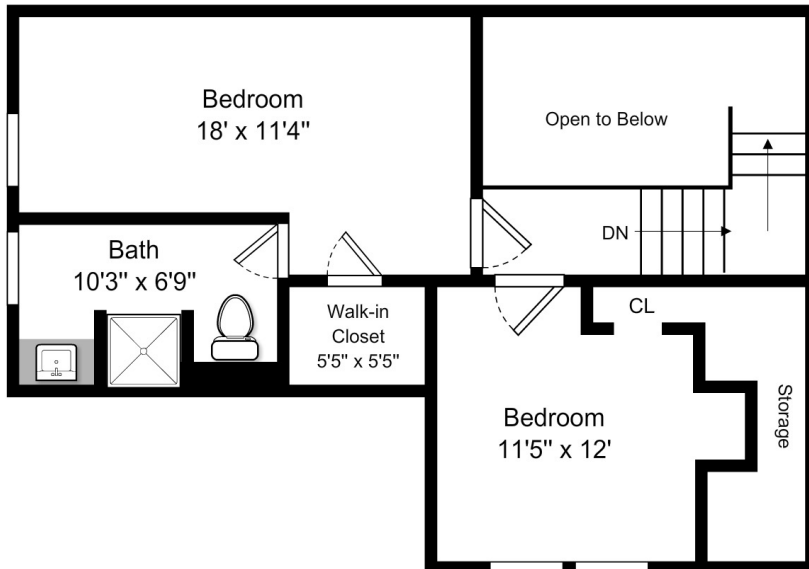 Bedroom
18' x 11'4"
Open to Below
DN
Bath
10'3" x 6'9"
Walk-in
Closet
5'5" x 5'5"
CL
Bedroom
11'5" x 12'
Storage